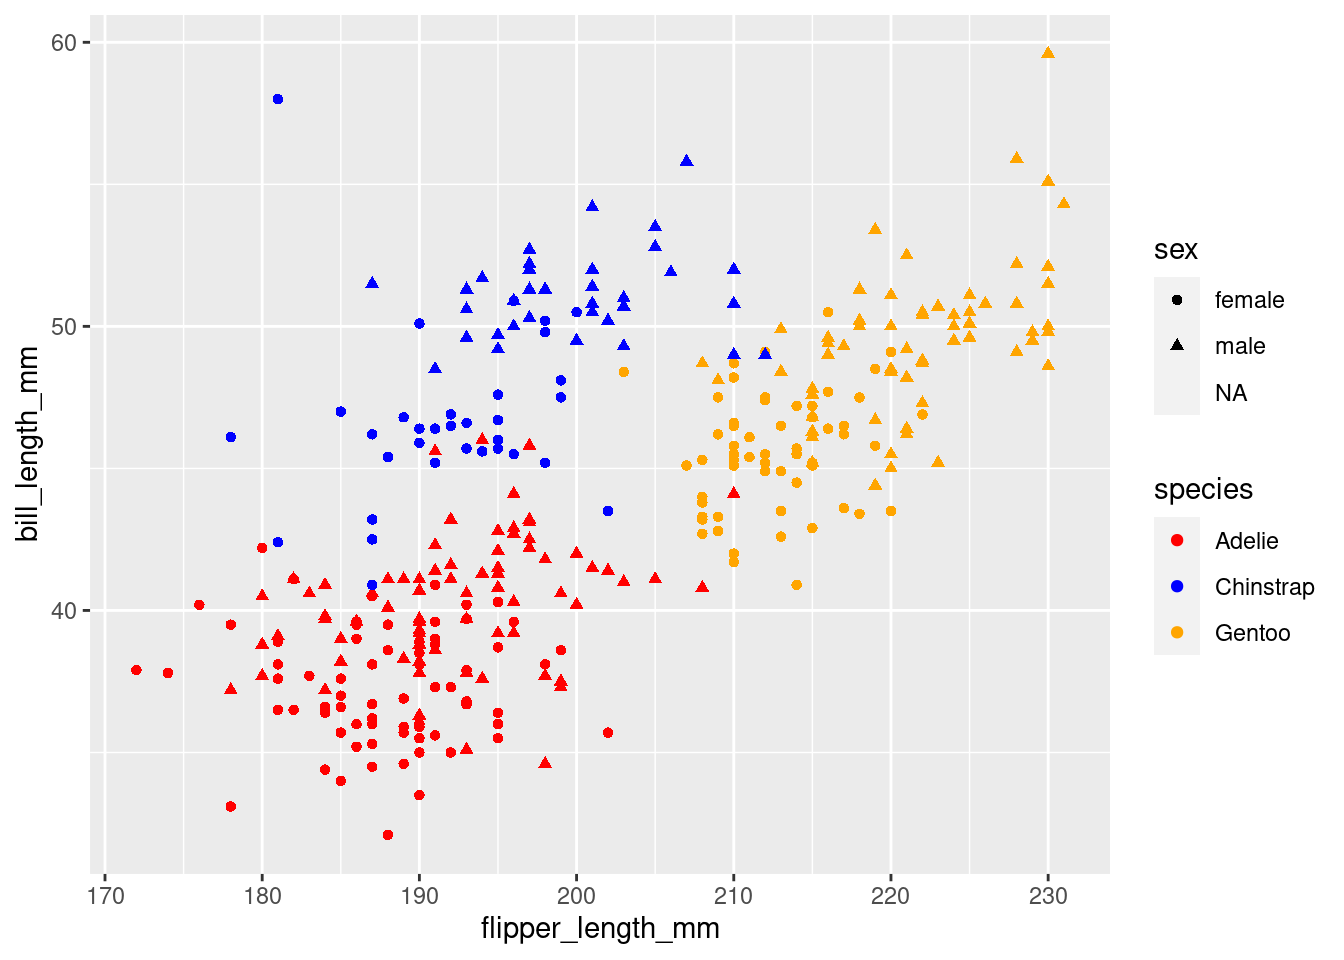 60
50
40
bill_length_mm
170 180 190 200 210 220 230
flipper_length_mm
sex
female
male
NA
species
Adelie
Chinstrap
Gentoo